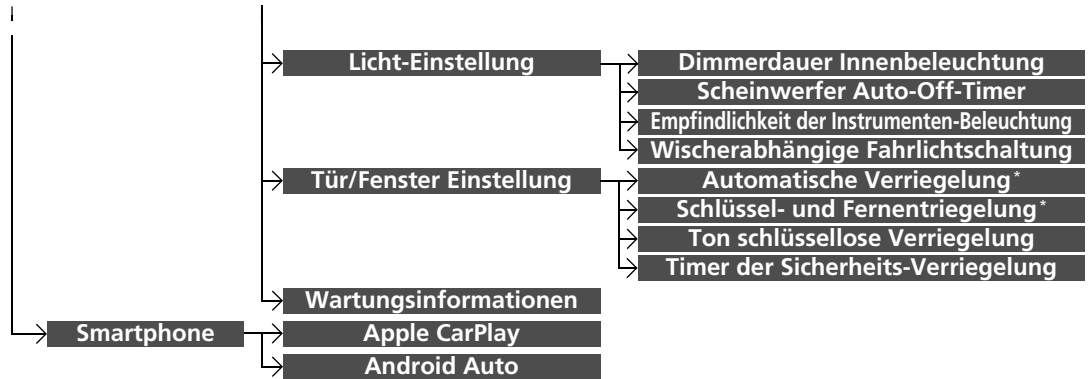 Licht-Einstellung
Dimmerdauer Innenbeleuchtung
Scheinwerfer Auto-Off-Timer
Empfindlichkeit der Instrumenten-Beleuchtung
Wischerabhängige Fahrlichtschaltung
Tür/Fenster Einstellung
Automatische Verriegelung*
Schlüssel- und Fernentriegelung*
Ton schlüssellose Verriegelung
Timer der Sicherheits-Verriegelung
Wartungsinformationen
Smartphone
Apple CarPlay
Android Auto